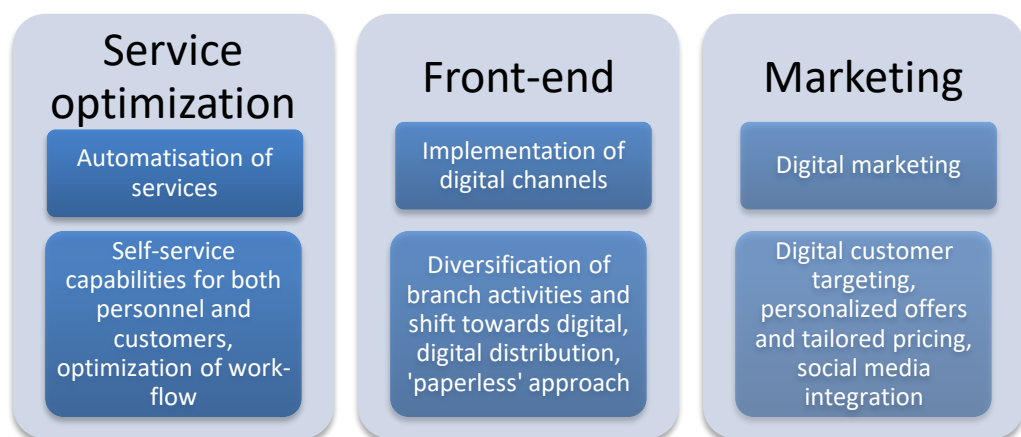 Service
optimization
Automatisation of
services
Self-service
capabilities for both
personnel and
customers,
optimization of work-
flow
Front-end
Implementation of
digital channels
Diversification of
branch activities and
shift towards digital,
digital distribution,
'paperless' approach
Marketing
Digital marketing
Digital customer
targeting,
personalized offers
and tailored pricing,
social media
integration